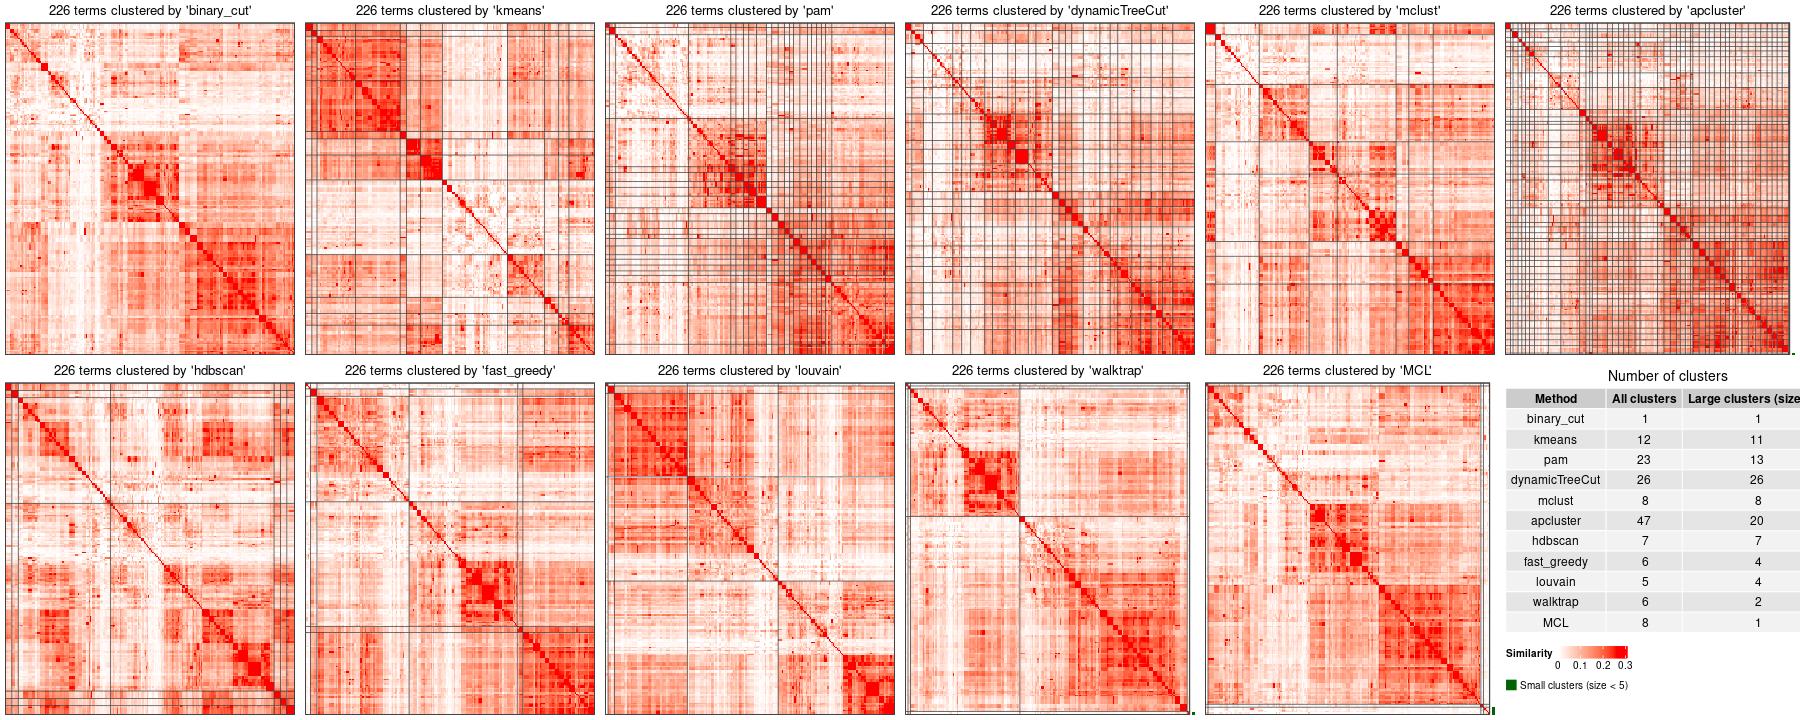 226 terms clustered by 'binary_cut'
226 terms clustered by 'kmeans'
226 terms clustered by 'pam'
226 terms clustered by 'dynamicTreeCut'
226 terms clustered by 'mclust'
226 terms clustered by 'apcluster'
226 terms clustered by 'hdbscan'
226 terms clustered by 'fast_greedy'
226 terms clustered by 'louvain'
226 terms clustered by 'walktrap'
226 terms clustered by 'MCL'
Number of clusters
Method All clusters Large clusters (size
binary_cut 1 1
kmeans 12 11
pam 23 13
dynamicTreeCut 26 26
mclust 8 8
apcluster 47 20
hdbscan 7 7
fast_greedy 6 4
louvain 5 4
walktrap 6 2
MCL 8 1
Similarity
0 0.1 0.2 0.3
Small clusters (size < 5)